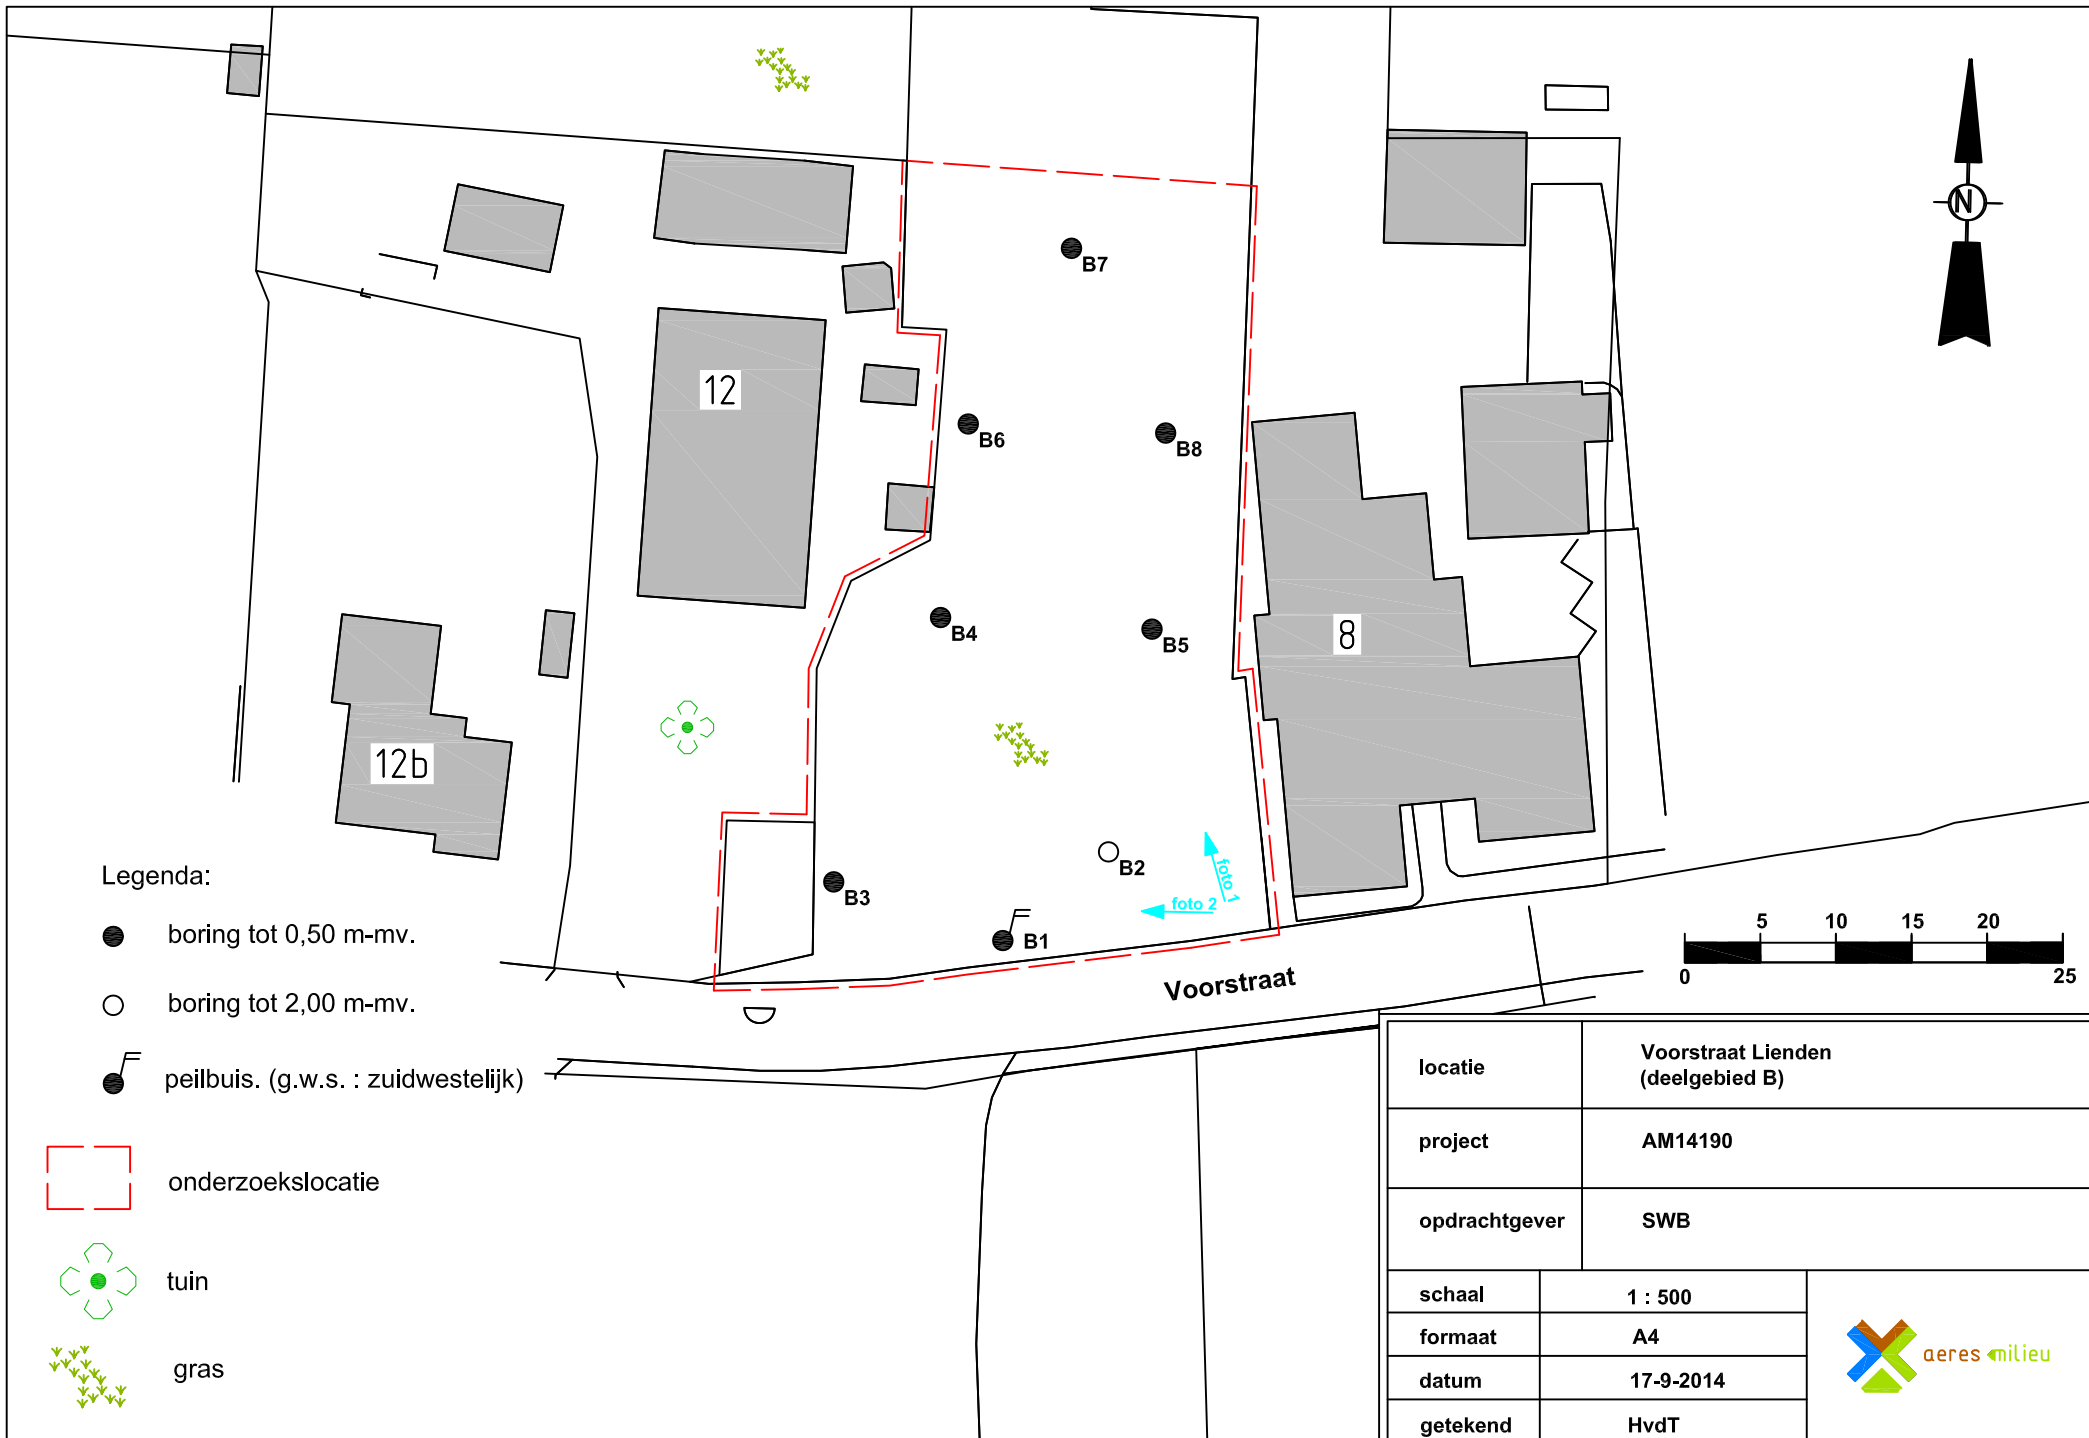 N
B7
12
B6
B8
B4
B5
8
12b
B2
foto 1
foto 2
B3
B1
Voorstraat
Legenda:
boring tot 0,50 m-mv.
boring tot 2,00 m-mv.
peilbuis. (g.w.s. : zuidwestelijk)
onderzoekslocatie
tuin
gras
5 10 15 20
0 25
locatie Voorstraat Lienden
(deelgebied B)
project AM14190
opdrachtgever SWB
schaal 1 : 500
formaat A4
datum 17-9-2014
getekend HvdT
aeres milieu